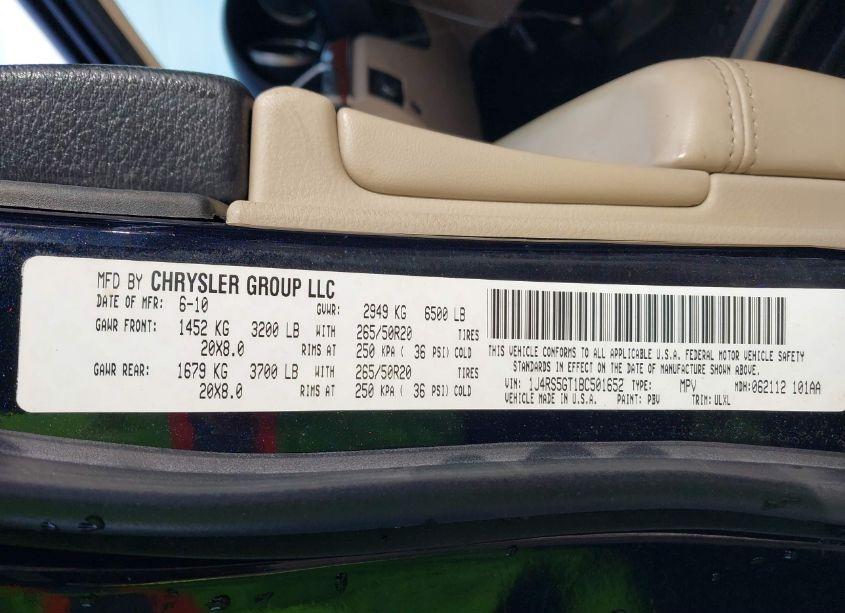 MFD BY CHRYSLER GROUP LLC
DATE OF MFR: 6-10 GVWR: 2949 KG 6500 LB
GAWR FRONT: 1452 KG 3200 LB WITH 265/50R20 TIRES
20X8.0 RIMS AT 250 KPA ( 36 PSI) COLD
GAWR REAR: 1679 KG 3700 LB WITH 265/50R20 TIRES
20X8.0 RIMS AT 250 KPA ( 36 PSI) COLD
THIS VEHICLE CONFORMS TO ALL APPLICABLE U.S.A. FEDERAL MOTOR VEHICLE SAFETY
STANDARDS IN EFFECT ON THE DATE OF MANUFACTURE SHOWN ABOVE.
VIN: 1J4RS5GT1BC501652 TYPE: MPV MDH:062112 101AA
VEHICLE MADE IN U.S.A. PAINT: PBV TRIM: ULXL